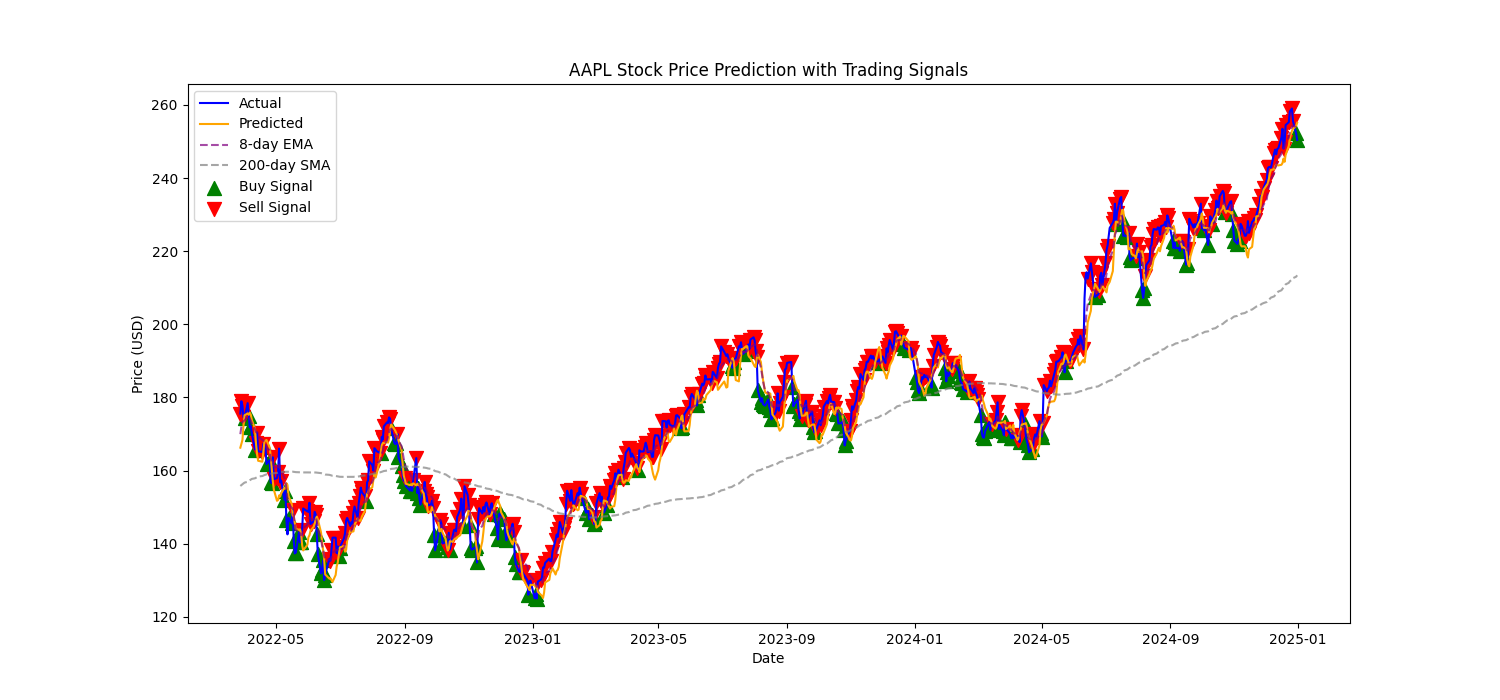 AAPL Stock Price Prediction with Trading Signals
Actual
Predicted
8-day EMA
200-day SMA
Buy Signal
Sell Signal
Price (USD)
260
240
220
200
180
160
140
120
2022-05
2022-09
2023-01
2023-05
2023-09
2024-01
2024-05
2024-09
2025-01
Date